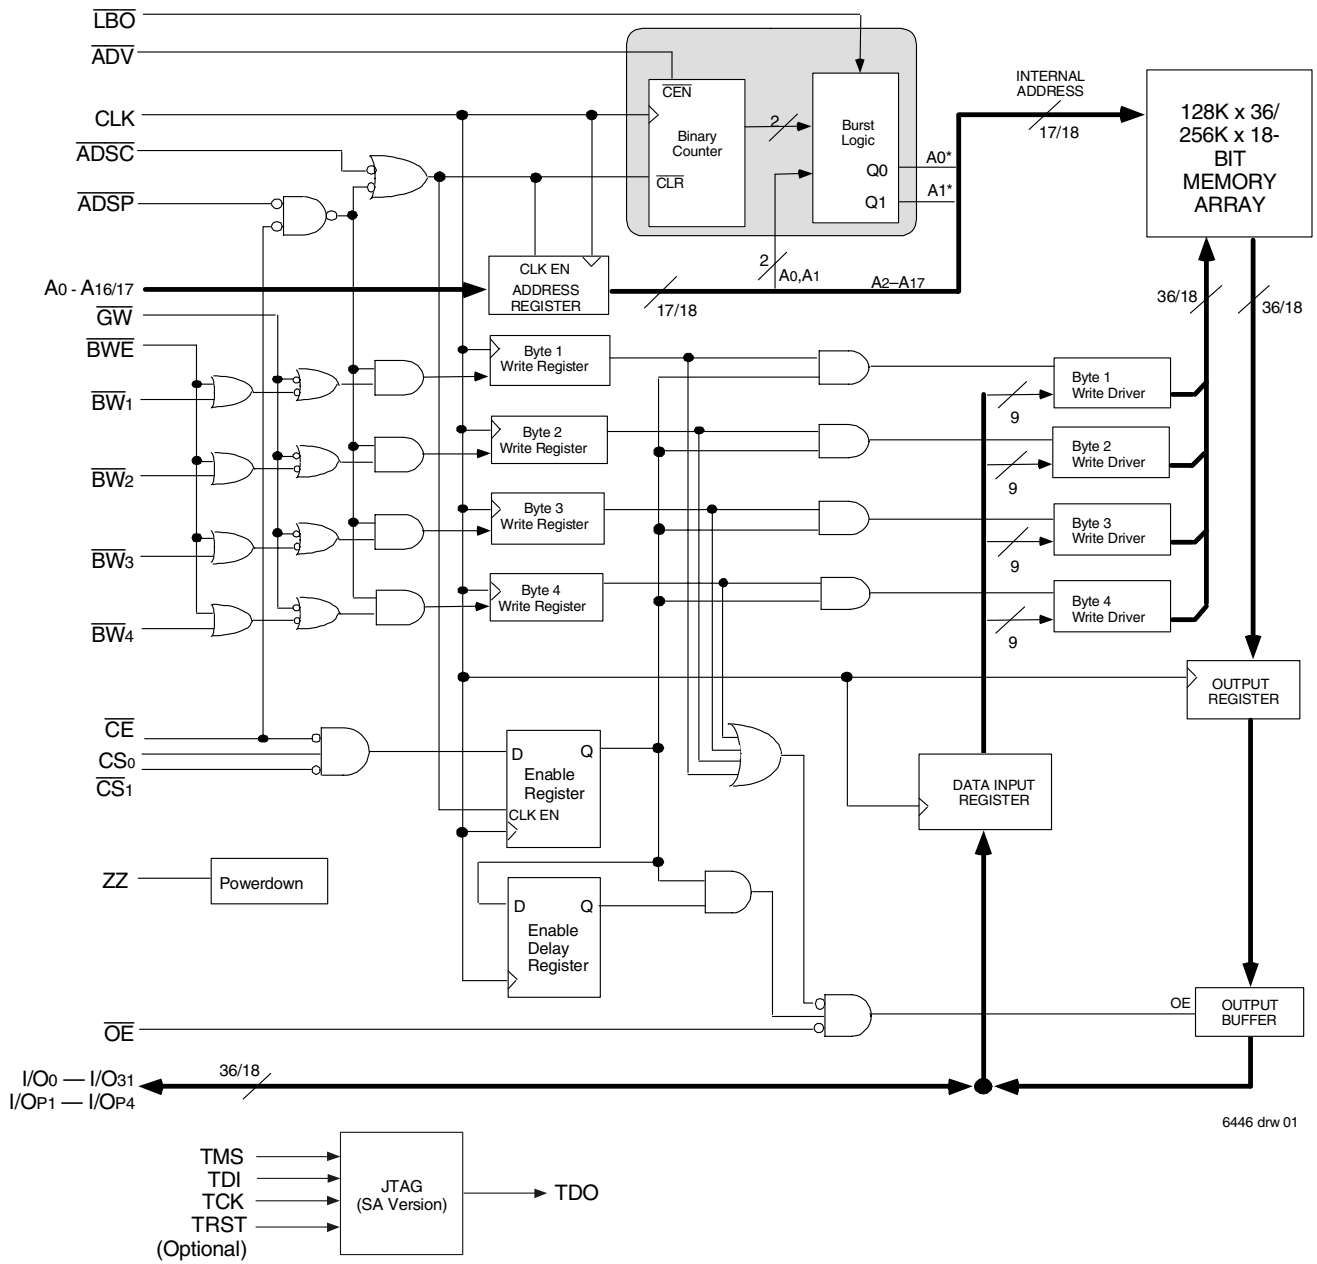 LBO
ADV
CLK
ADSC
ADSP
A0 - A16/17
GW
BWE
BW1
BW2
BW3
BW4
CE
CS0
CS1
ZZ
Powerdown
OE
I/O0 — I/O31
I/OP1 — I/OP4
36/18
CEN
Binary
Counter
CLR
2
Burst
Logic
Q0
Q1
A0*
A1*
2
A0,A1
A2–A17
INTERNAL
ADDRESS
17/18
128K x 36/
256K x 18-
BIT
MEMORY
ARRAY
CLK EN
ADDRESS
REGISTER
17/18
36/18
36/18
Byte 1
Write Register
Byte 2
Write Register
Byte 3
Write Register
Byte 4
Write Register
Byte 1
Write Driver
9
Byte 2
Write Driver
9
Byte 3
Write Driver
9
Byte 4
Write Driver
9
OUTPUT
REGISTER
D
Q
Enable
Register
CLK EN
DATA INPUT
REGISTER
D
Q
Enable
Delay
Register
OE
OUTPUT
BUFFER
6446 drw 01
TMS
TDI
TCK
TRST
(Optional)
JTAG
(SA Version)
TDO